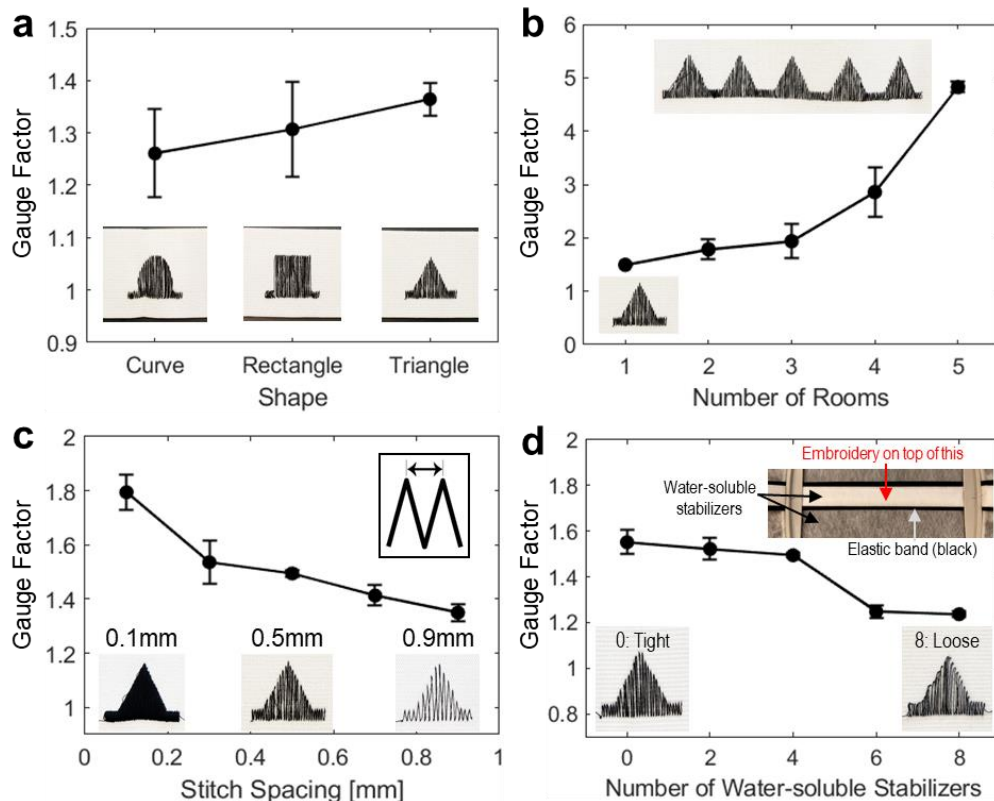 a
1.5
1.4
1.3
1.2
1.1
1
0.9
Gauge Factor
Curve
Rectangle
Triangle
Shape
b
6
5
4
3
2
1
0
Gauge Factor
1
2
3
4
5
Number of Rooms
c
2
1.8
1.6
1.4
1.2
1
Gauge Factor
0.1mm
0.5mm
0.9mm
0
0.2
0.4
0.6
0.8
1
Stitch Spacing [mm]
d
2
1.8
1.6
1.4
1.2
1
0.8
Gauge Factor
Embroidery on top of this
Water-soluble
stabilizers
Elastic band (black)
0: Tight
8: Loose
0
2
4
6
8
Number of Water-soluble Stabilizers